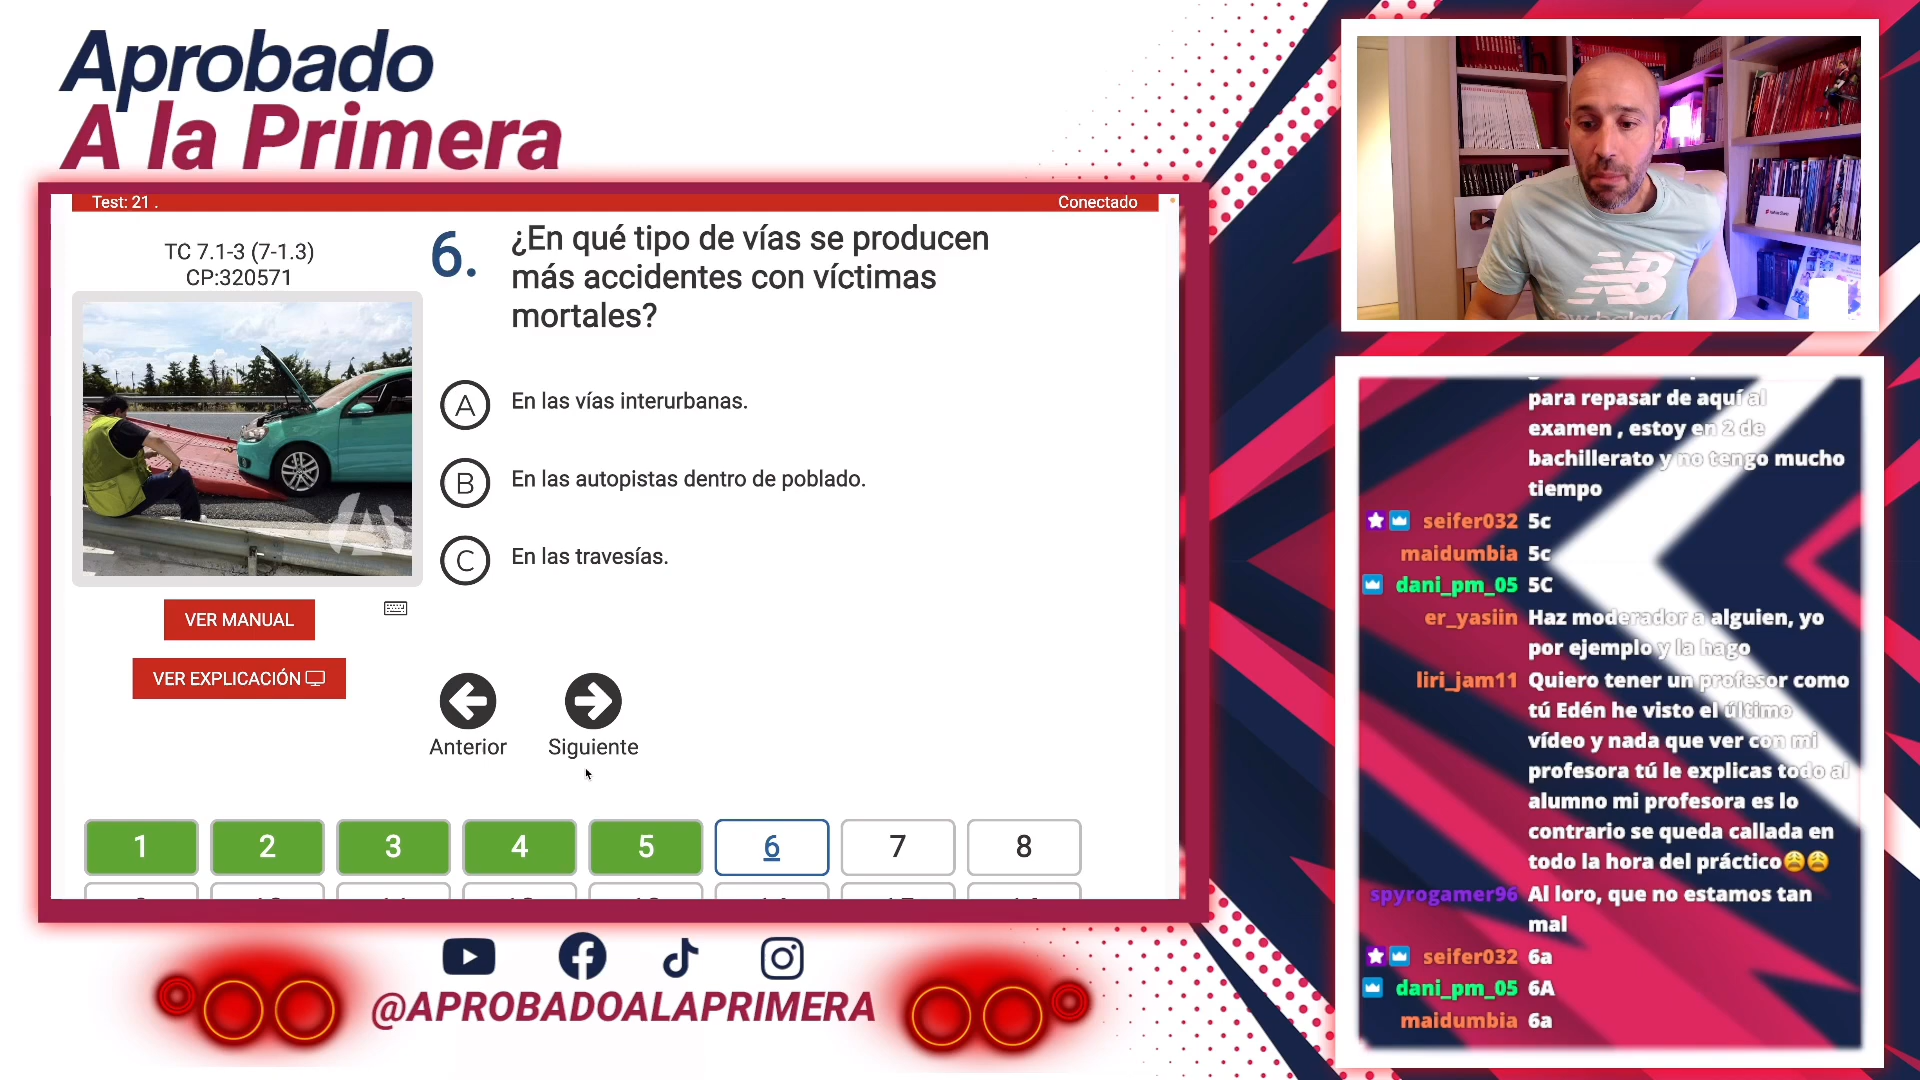 Aprobado
A la Primera
Test: 21 .
Conectado
TC 7.1-3 (7-1.3)
CP:320571
6.
¿En qué tipo de vías se producen
más accidentes con víctimas
mortales?
A
En las vías interurbanas.
B
En las autopistas dentro de poblado.
C
En las travesías.
VER MANUAL
VER EXPLICACIÓN
Anterior
Siguiente
1 2 3 4 5 6 7 8
@APROBADOALAPRIMERA
NB
new balance
para repasar de aquí al
examen , estoy en 2 de
bachillerato y no tengo mucho
tiempo
seifer032 5c
maidumbia 5c
dani_pm_05 5C
er_yasiin Haz moderador a alguien, yo
por ejemplo y la hago
liri_jam11 Quiero tener un profesor como
tú Edén he visto el último
vídeo y nada que ver con mi
profesora tú le explicas todo al
alumno mi profesora es lo
contrario se queda callada en
todo la hora del práctico😩😩
spyrogamer96 Al loro, que no estamos tan
mal
seifer032 6a
dani_pm_05 6A
maidumbia 6a